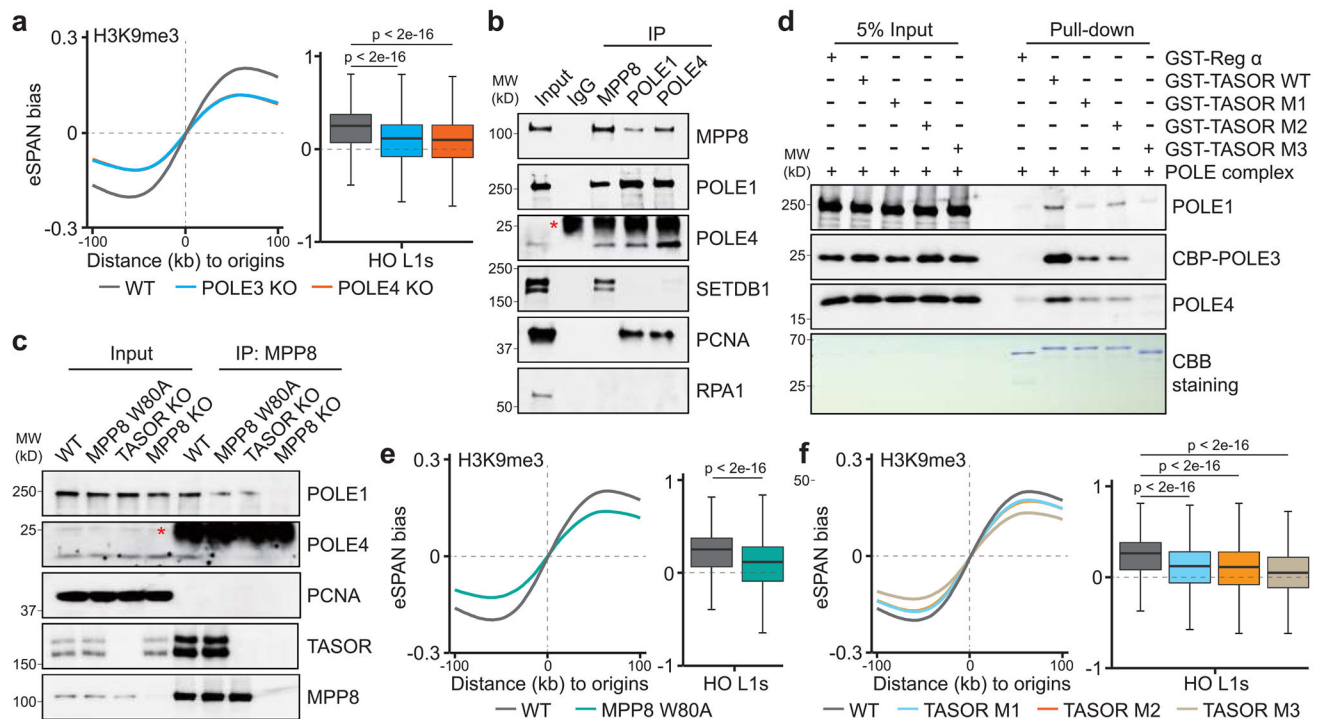 a
H3K9me3
0.3
0
-0.3
eSPAN bias
-100 0 100
Distance (kb) to origins
1
0
-1
p < 2e-16
p < 2e-16
HO L1s
WT POLE3 KO POLE4 KO
b
IP
MW
(kD)
Input IgG MPP8 POLE1 POLE4
100 MPP8
250 POLE1
25 * POLE4
250 SETDB1
150
PCNA
37
RPA1
50
c
Input IP: MPP8
MW
(kD)
WT MPP8 W80A TASOR KO MPP8 KO WT MPP8 W80A TASOR KO MPP8 KO
250 POLE1
25 * POLE4
PCNA
37
TASOR
150
100 MPP8
d
5% Input Pull-down
+ - - - - + - - - - GST-Reg α
- + - - - - + - - - GST-TASOR WT
- - + - - - - + - - GST-TASOR M1
- - - + - - - - + - GST-TASOR M2
- - - - + - - - - + GST-TASOR M3
+ + + + + + + + + + POLE complex
MW
(kD)
250 POLE1
25 CBP-POLE3
POLE4
15
70
CBB
25 staining
e
H3K9me3
0.3
0
-0.3
eSPAN bias
-100 0 100
Distance (kb) to origins
1
0
-1
p < 2e-16
HO L1s
WT MPP8 W80A
f
H3K9me3
0.3
50-
0
-0.3
eSPAN bias
-100 0 100
Distance (kb) to origins
1
0
-1
p < 2e-16
p < 2e-16
p < 2e-16
HO L1s
WT TASOR M1 TASOR M2 TASOR M3